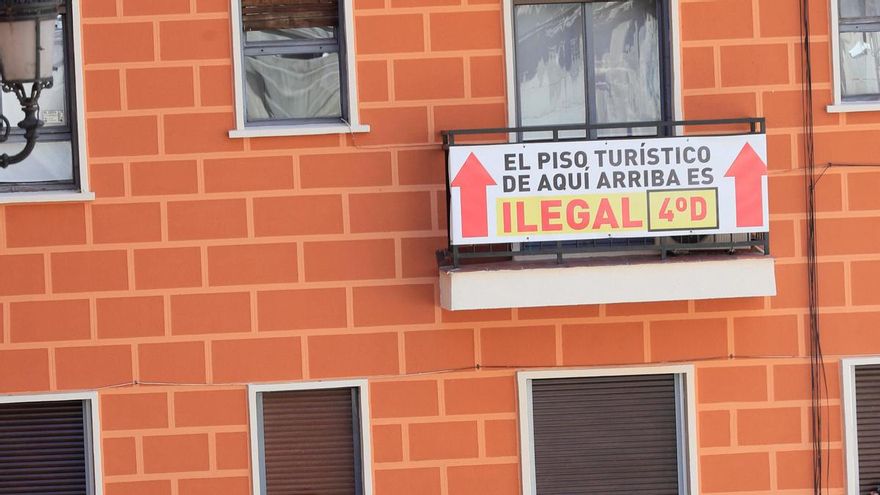 EL PISO TURÍSTICO
DE AQUÍ ARRIBA ES
ILEGAL 4ºD